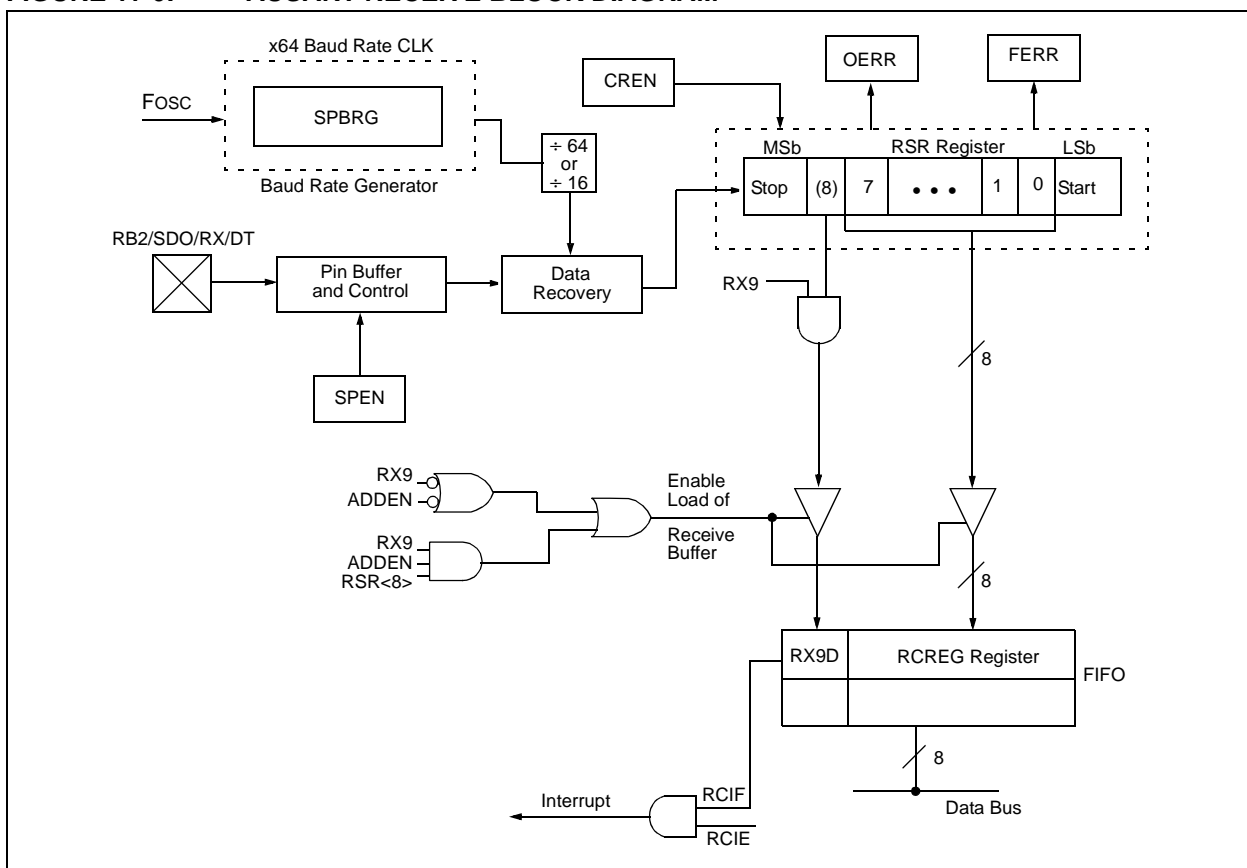 x64 Baud Rate CLK
FOSC
SPBRG
Baud Rate Generator
÷ 64
or
÷ 16
CREN
OERR
FERR
MSb
RSR Register
LSb
Stop
(8)
7
• • •
1
0
Start
RB2/SDO/RX/DT
Pin Buffer
and Control
Data
Recovery
SPEN
RX9
8
RX9
ADDEN
RX9
ADDEN
RSR<8>
Enable
Load of
Receive
Buffer
8
RX9D
RCREG Register
FIFO
8
Data Bus
Interrupt
RCIF
RCIE